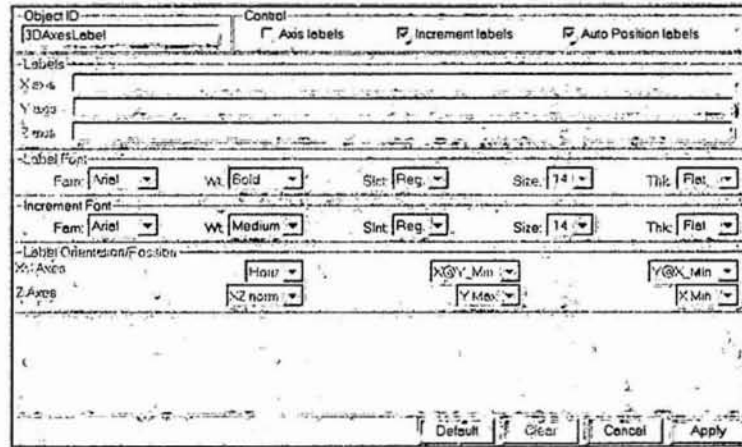 Object ID Control
3DAxesLabel Axis labels Increment labels Auto Position labels
Labels
X axis
Y axis
Z axis
Label Font
Fam: Arial Wt. Bold Slnt: Reg. Size: 14 Thk: Flat
Increment Font
Fam: Arial Wt. Medium Slnt: Reg. Size: 14 Thk: Flat
Label Orientation/Position
Axes Horiz X@Y_Min Y@X_Min
Z Axes XZ norm Y Max X Min
Default Clear Cancel Apply